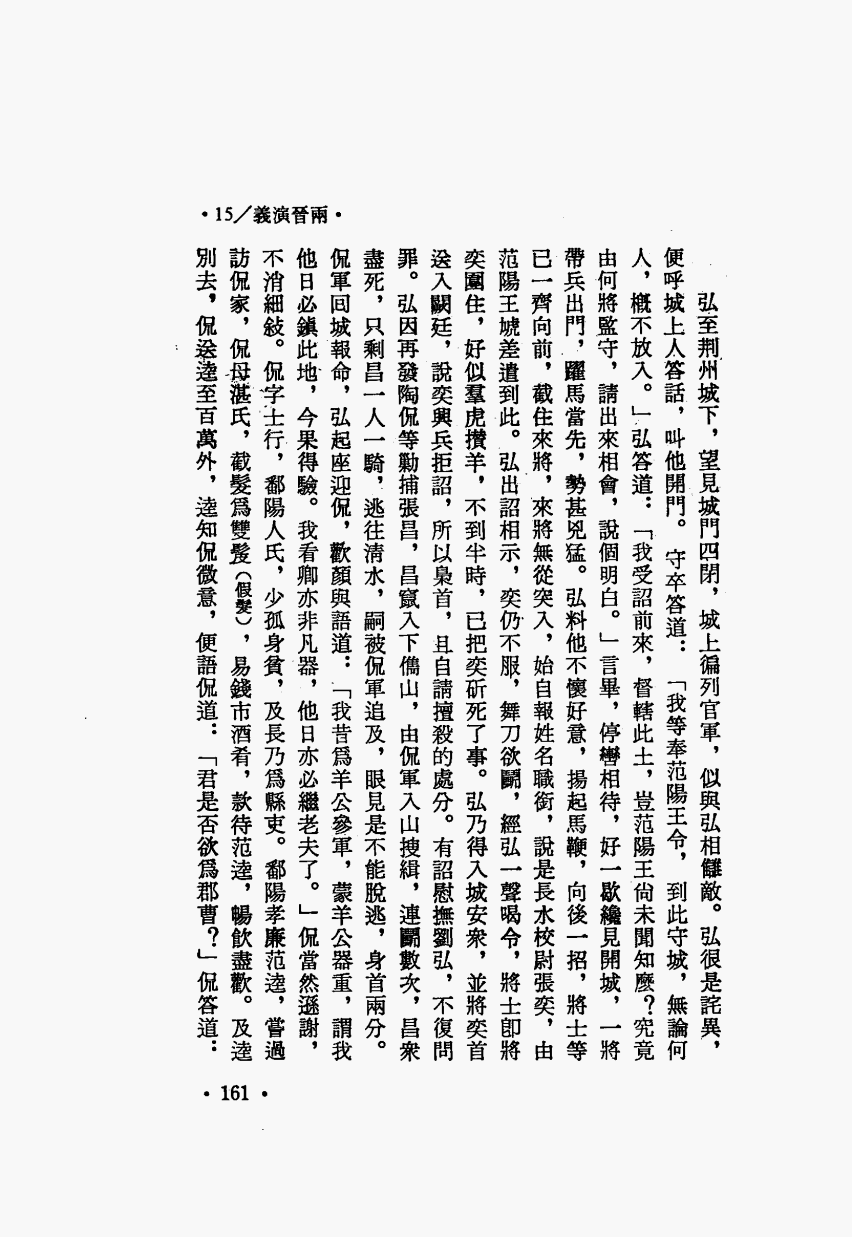 •15／義演晉兩•
弘至荆州城下，望見城門四閉，城上徧列官軍，似與弘相讎敵。弘很是詫異，
便呼城上人答話，叫他開門。守卒答道：「我等奉范陽王令，到此守城，無論何
人，槪不放入。」弘答道：「我受詔前來，督轄此土，豈范陽王尙未聞知麽？究竟
由何將監守，請出來相會，說個明白。」言畢，停轡相待，好一歇纔見開城，一將
帶兵出門，躍馬當先，勢甚兇猛。弘料他不懷好意，揚起馬鞭，向後一招，將士等
已一齊向前，截住來將，來將無從突入，始自報姓名職銜，說是長水校尉張奕，由
范陽王虓差遣到此。弘出詔相示，奕仍不服，舞刀欲鬭，經弘一聲喝令，將士卽將
奕圍住，好似羣虎攢羊，不到半時，已把奕斫死了事。弘乃得入城安衆，並將奕首
送入闕廷，說奕興兵拒詔，所以梟首，且自請擅殺的處分。有詔慰撫劉弘，不復問
罪。弘因再發陶侃等勦捕張昌，昌竄入下儁山，由侃軍入山搜緝，連鬭數次，昌衆
盡死，只剩昌一人一騎，逃往淸水，嗣被侃軍追及，眼見是不能脫逃，身首兩分。
侃軍回城報命，弘起座迎侃，歡顏與語道：「我昔爲羊公參軍，蒙羊公器重，謂我
他日必鎭此地，今果得驗。我看卿亦非凡器，他日亦必繼老夫了。」侃當然遜謝，
不消細敍。侃字士行，鄱陽人氏，少孤身貧，及長乃爲縣吏。鄱陽孝廉范逵，嘗過
訪侃家，侃母湛氏，截髮爲雙髲（假髮），易錢市酒肴，款待范逵，暢飮盡歡。及逵
別去，侃送逵至百萬外，逵知侃微意，便語侃道：「君是否欲爲郡曹？」侃答道：
•161•